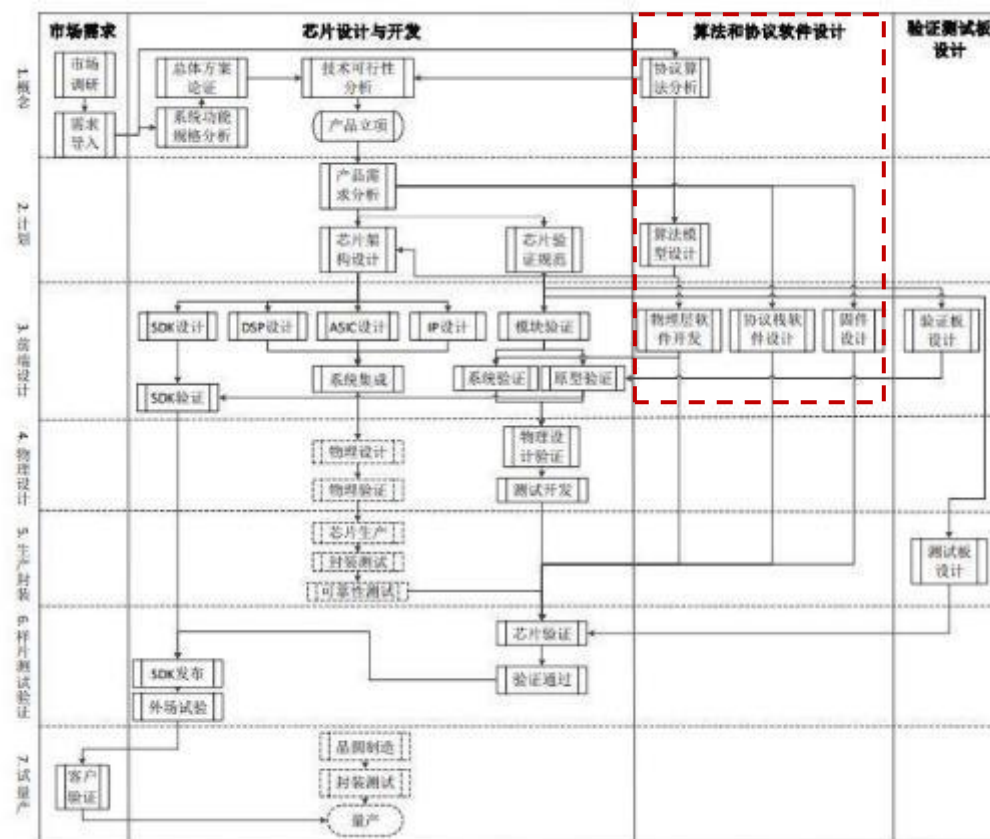 市场需求
芯片设计与开发
算法和协议软件设计
验证测试板
设计
1.概念
市场
调研
需求
导入
总体方案
论证
系统功能
规格分析
技术可行性
分析
产品立项
协议算
法分析
2.计划
产品需
求分析
芯片架
构设计
芯片验
证规范
算法模
型设计
3.前端设计
SDK设计
DSP设计
ASIC设计
IP设计
模块验证
物理层软
件开发
协议栈软
件设计
固件
设计
验证板
设计
系统集成
系统验证
原型验证
SDK验证
4.物理设计
物理设计
物理验证
物理设
计验证
测试开发
5.生产封装
芯片生产
封装测试
可靠性测试
测试板
设计
6.样片测试验证
芯片验证
验证通过
SDK发布
外场试验
7.试量产
客户
验证
晶圆制造
封装测试
量产